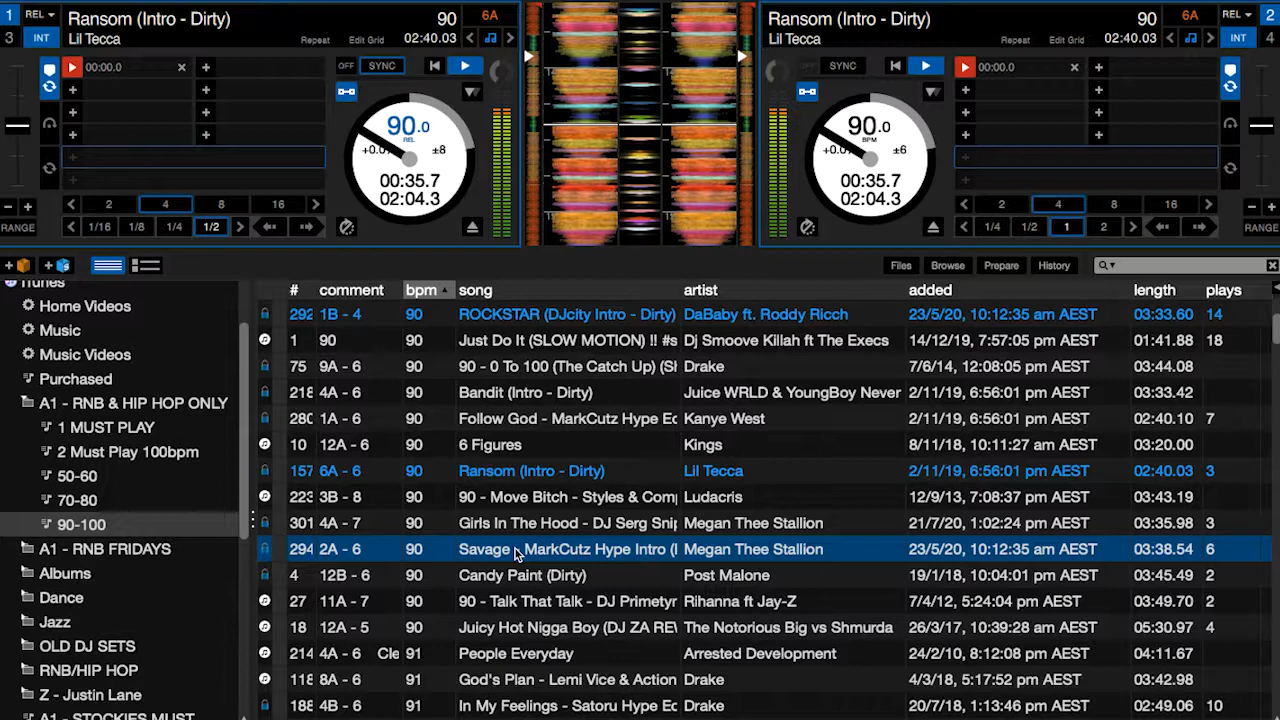 1 REL Ransom (Intro - Dirty) 90 6A
3 INT Lil Tecca Repeat Edit Grid 02:40.03
00:00.0
OFF SYNC
90.0
REL
+0.0 ±8
00:35.7
02:04.3
2 4 8 16
RANGE 1/16 1/8 1/4 1/2
Ransom (Intro - Dirty) 90 6A REL 2
Lil Tecca Repeat Edit Grid 02:40.03 INT 4
00:00.0
OFF SYNC
90.0
BPM
+0.0 ±6
00:35.7
02:04.3
2 4 8 16
1/4 1/2 1 2 RANGE
Files Browse Prepare History
iTunes
Home Videos
Music
Music Videos
Purchased
A1 - RNB & HIP HOP ONLY
1 MUST PLAY
2 Must Play 100bpm
50-60
70-80
90-100
A1 - RNB FRIDAYS
Albums
Dance
Jazz
OLD DJ SETS
RNB/HIP HOP
Z - Justin Lane
A1 - STOCKIES MUST
# comment bpm song artist added length plays
292 1B - 4 90 ROCKSTAR (DJcity Intro - Dirty) DaBaby ft. Roddy Ricch 23/5/20, 10:12:35 am AEST 03:33.60 14
1 90 90 Just Do It (SLOW MOTION) !! #s Dj Smoove Killah ft The Execs 14/12/19, 7:57:05 pm AEST 01:41.88 18
75 9A - 6 90 90 - 0 To 100 (The Catch Up) (Sh Drake 7/6/14, 12:08:05 pm AEST 03:44.08
218 4A - 6 90 Bandit (Intro - Dirty) Juice WRLD & YoungBoy Never 2/11/19, 6:56:01 pm AEST 03:33.42
280 1A - 6 90 Follow God - MarkCutz Hype Ed Kanye West 2/11/19, 6:56:01 pm AEST 02:40.10 7
10 12A - 6 90 6 Figures Kings 8/11/18, 10:11:27 am AEST 03:20.00
157 6A - 6 90 Ransom (Intro - Dirty) Lil Tecca 2/11/19, 6:56:01 pm AEST 02:40.03 3
223 3B - 8 90 90 - Move Bitch - Styles & Comp Ludacris 12/9/13, 7:08:37 pm AEST 03:43.19
301 4A - 7 90 Girls In The Hood - DJ Serg Snip Megan Thee Stallion 21/7/20, 1:02:24 pm AEST 03:35.98 3
294 2A - 6 90 Savage - MarkCutz Hype Intro ( Megan Thee Stallion 23/5/20, 10:12:35 am AEST 03:38.54 6
4 12B - 6 90 Candy Paint (Dirty) Post Malone 19/1/18, 10:04:01 pm AEST 03:45.49 2
27 11A - 7 90 90 - Talk That Talk - DJ Primetyr Rihanna ft Jay-Z 7/4/12, 5:24:04 pm AEST 03:49.70 2
18 12A - 5 90 Juicy Hot Nigga Boy (DJ ZA REV The Notorious Big vs Shmurda 26/3/17, 10:39:28 am AEST 05:30.97 4
214 4A - 6 Cle 91 People Everyday Arrested Development 24/2/10, 8:12:08 pm AEST 04:11.67
118 8A - 6 91 God's Plan - Lemi Vice & Action Drake 4/3/18, 5:17:52 pm AEST 03:42.98
188 4B - 6 91 In My Feelings - Satoru Hype Ec Drake 20/7/18, 1:13:46 pm AEST 02:49.06 10